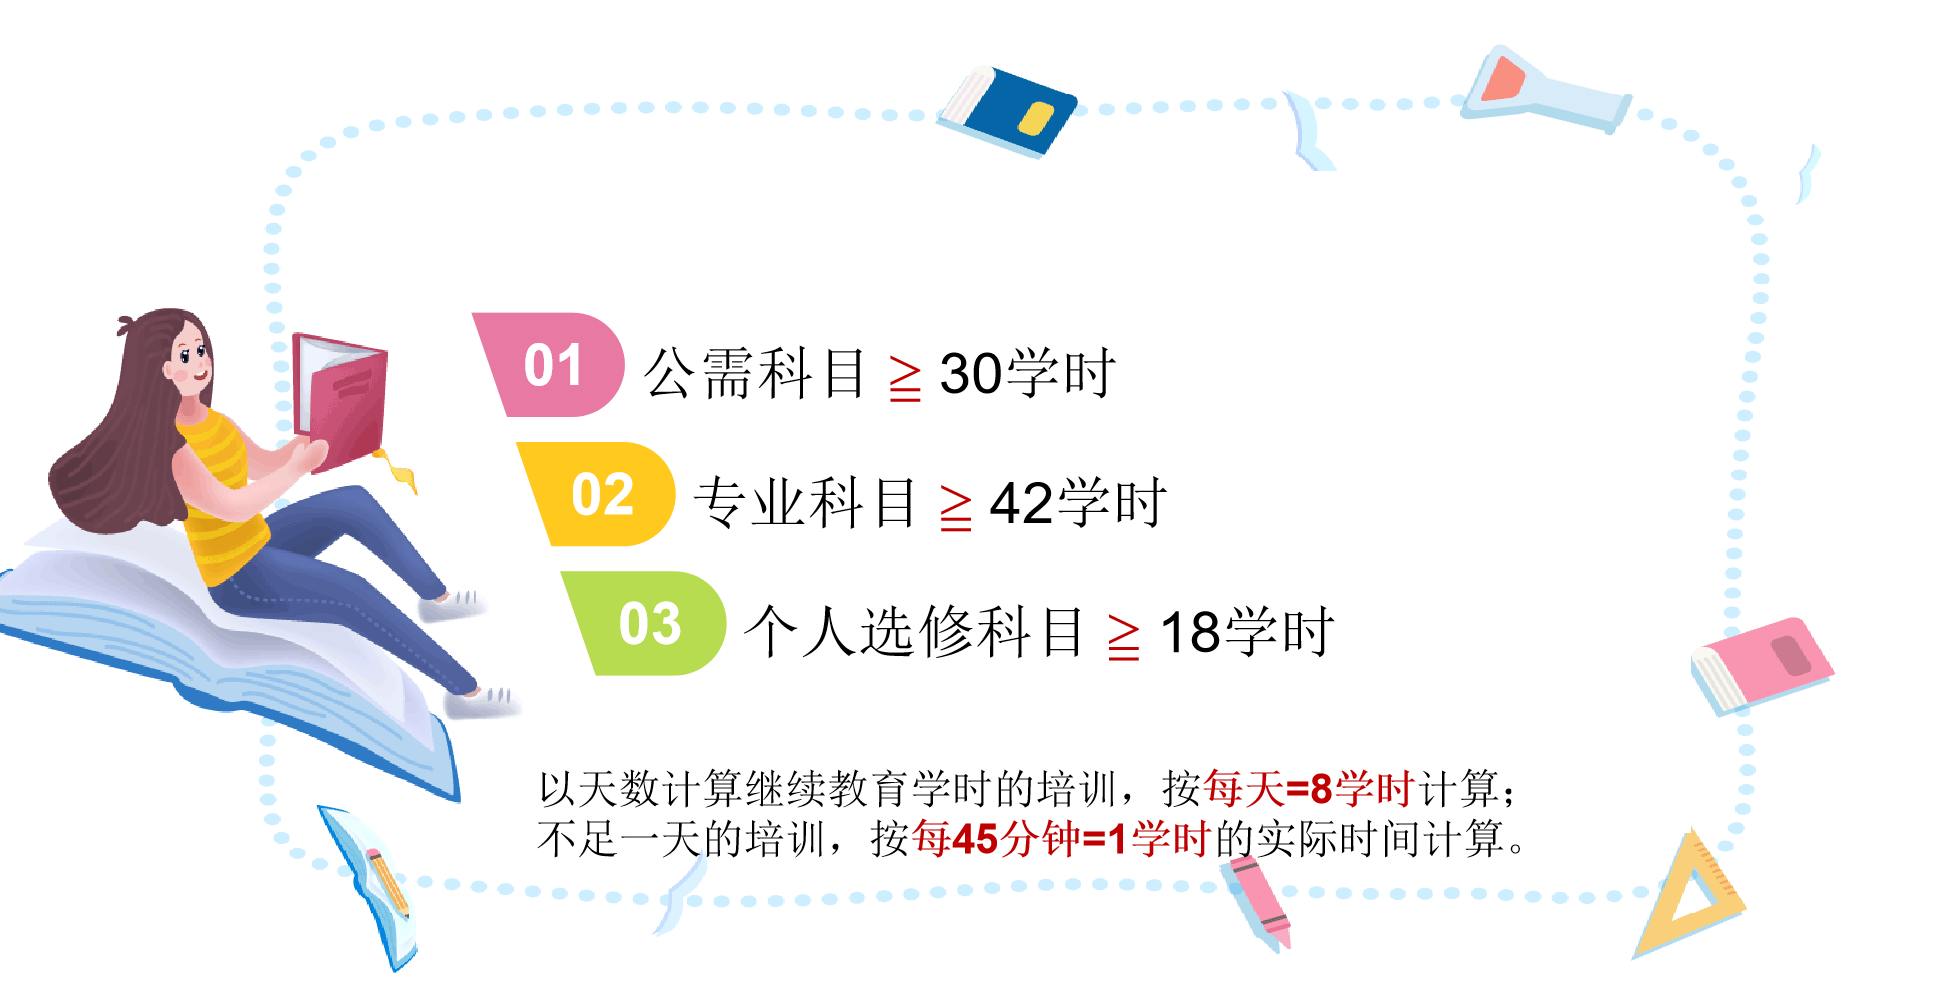 01 公需科目 ≧ 30学时
02 专业科目 ≧ 42学时
03 个人选修科目 ≧ 18学时
以天数计算继续教育学时的培训，按每天=8学时计算；
不足一天的培训，按每45分钟=1学时的实际时间计算。